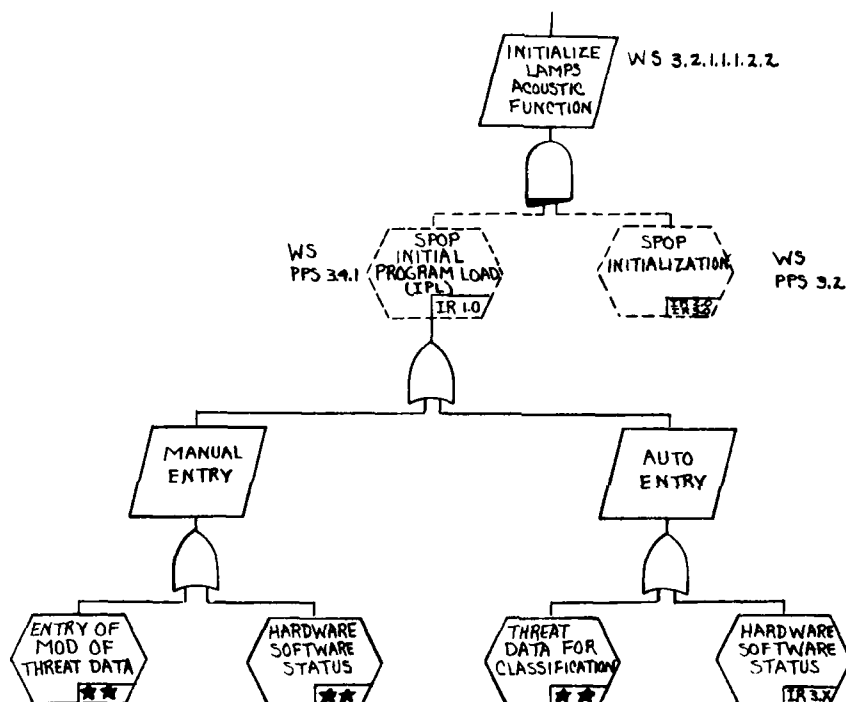 INITIALIZE
LAMPS
ACOUSTIC
FUNCTION
WS 3.2.1.1.1.2.2
WS
PPS 3.4.1
SPOP
INITIAL
PROGRAM LOAD
(IPL)
IR 1.0
SPOP
INITIALIZATION
WS
PPS 3.2
MANUAL
ENTRY
AUTO
ENTRY
ENTRY OF
MOD OF
THREAT DATA
★★
HARDWARE
SOFTWARE
STATUS
★★
THREAT
DATA FOR
CLASSIFICATION
★★
HARDWARE
SOFTWARE
STATUS
IR 3.X